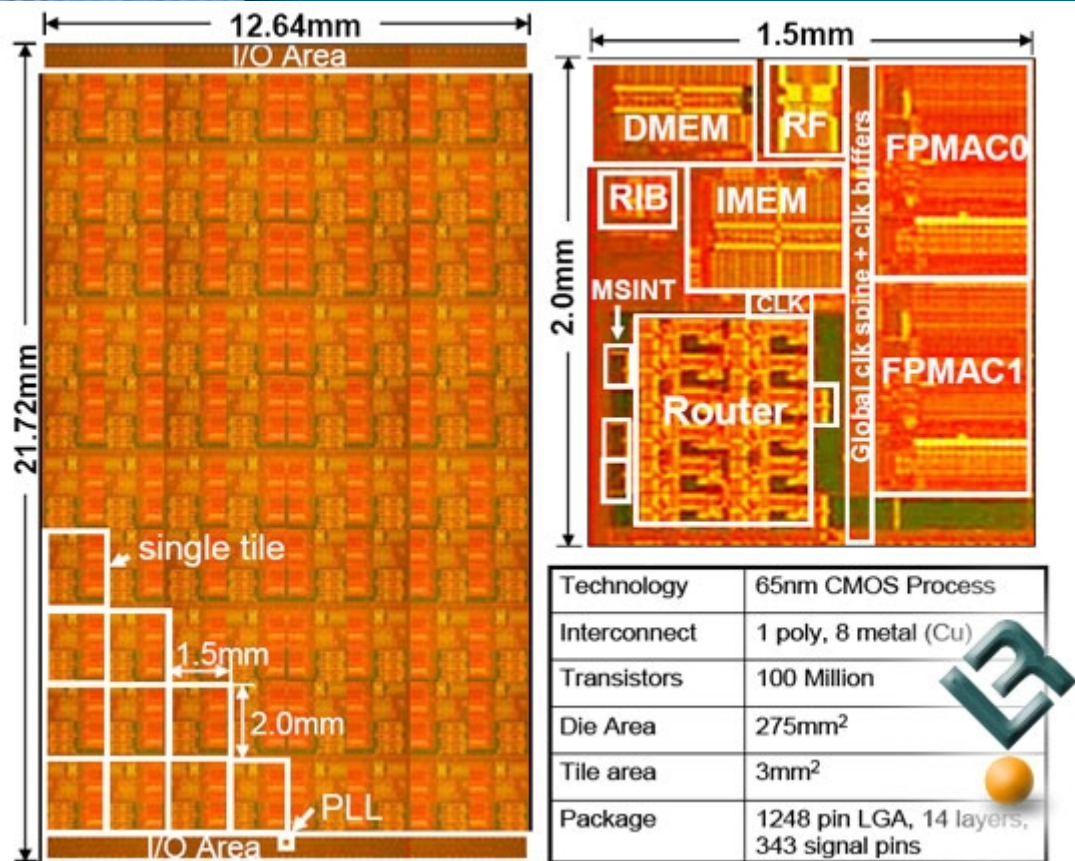 12.64mm
I/O Area
21.72mm
single tile
1.5mm
2.0mm
PLL
I/O Area
1.5mm
2.0mm
DMEM
RF
FPMAC0
RIB
IMEM
MSINT
CLK
Global clk spine + clk buffers
Router
FPMAC1
Technology 65nm CMOS Process
Interconnect 1 poly, 8 metal (Cu)
Transistors 100 Million
Die Area 275mm²
Tile area 3mm²
Package 1248 pin LGA, 14 layers,
343 signal pins
LR